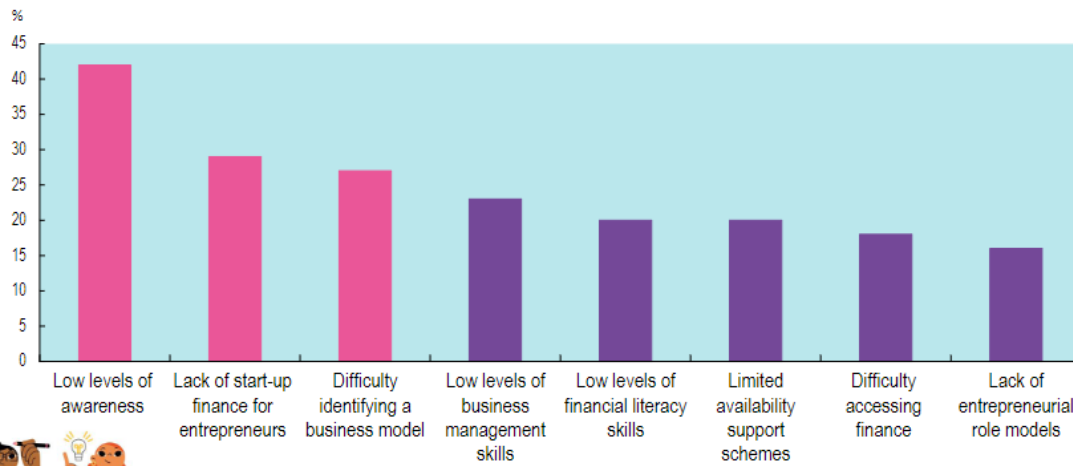 %
45
40
35
30
25
20
15
10
5
0
Low levels of
awareness
Lack of start-up
finance for
entrepreneurs
Difficulty
identifying a
business model
Low levels of
business
management
skills
Low levels of
financial literacy
skills
Limited
availability
support
schemes
Difficulty
accessing
finance
Lack of
entrepreneurial
role models